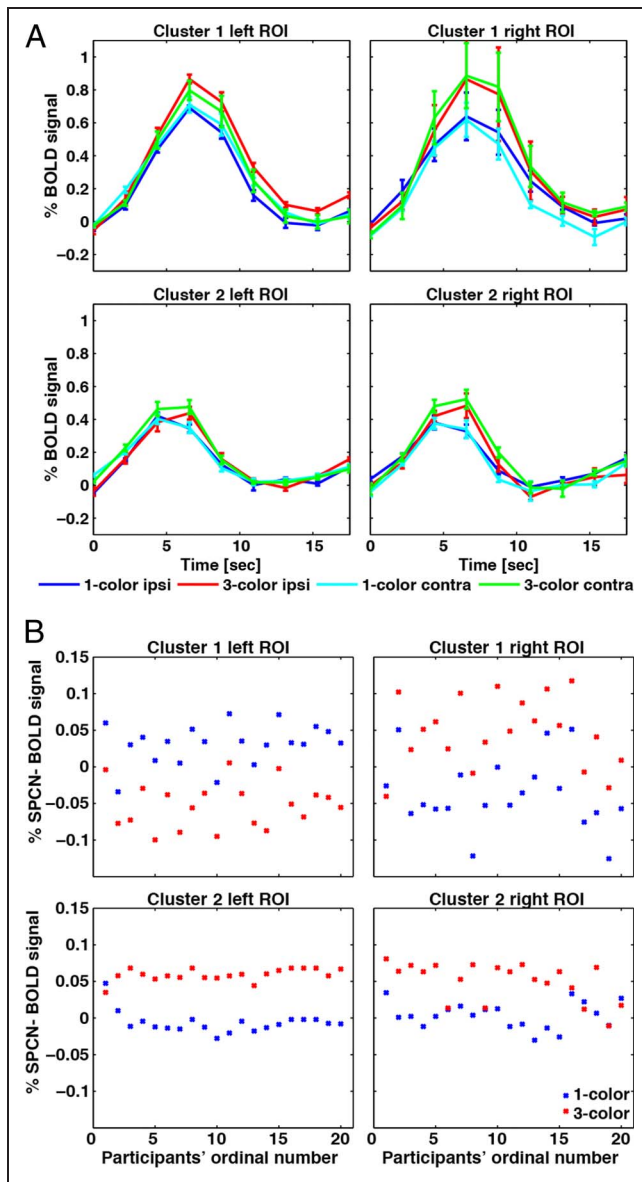 A
Cluster 1 left ROI
Cluster 1 right ROI
% BOLD signal
1
0.8
0.6
0.4
0.2
0
−0.2
Cluster 2 left ROI
Cluster 2 right ROI
% BOLD signal
1
0.8
0.6
0.4
0.2
0
−0.2
0 5 10 15
0 5 10 15
Time [sec]
Time [sec]
1-color ipsi 3-color ipsi 1-color contra 3-color contra
B
Cluster 1 left ROI
Cluster 1 right ROI
% SPCN- BOLD signal
0.15
0.1
0.05
0
−0.05
−0.1
Cluster 2 left ROI
Cluster 2 right ROI
% SPCN- BOLD signal
0.15
0.1
0.05
0
−0.05
−0.1
1-color
3-color
0 5 10 15 20
0 5 10 15 20
Participants' ordinal number
Participants' ordinal number